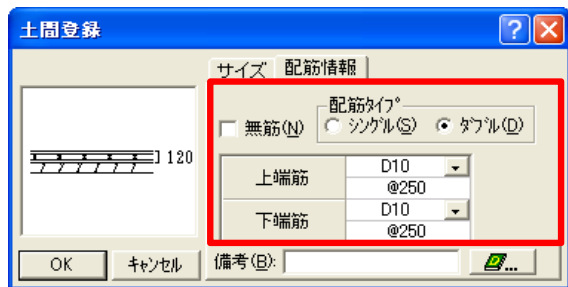 土間登録
サイズ 配筋情報
配筋ﾀｲﾌﾟ
無筋(N) ｼﾝｸﾞﾙ(S) ﾀﾞﾌﾞﾙ(D)
120
上端筋 D10
@250
下端筋 D10
@250
OK ｷｬﾝｾﾙ 備考(B): ...